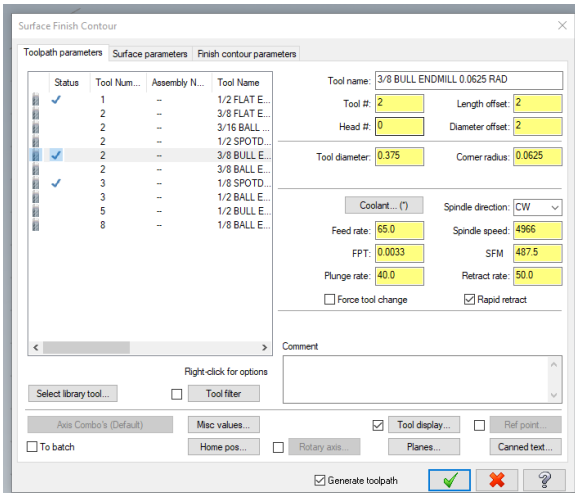 Surface Finish Contour
Toolpath parameters Surface parameters Finish contour parameters
Status Tool Num... Assembly N... Tool Name
1 -- 1/2 FLAT E...
2 -- 3/8 FLAT E...
2 -- 3/16 BALL ...
2 -- 1/2 SPOTD...
2 -- 3/8 BULL E...
2 -- 3/8 BALL E...
3 -- 1/8 SPOTD...
3 -- 1/2 BALL E...
5 -- 1/2 BULL E...
8 -- 1/8 BALL E...
Right-click for options
Select library tool... Tool filter
Tool name: 3/8 BULL ENDMILL 0.0625 RAD
Tool #: 2 Length offset: 2
Head #: 0 Diameter offset: 2
Tool diameter: 0.375 Corner radius: 0.0625
Coolant... (*) Spindle direction: CW
Feed rate: 65.0 Spindle speed: 4966
FPT: 0.0033 SFM 487.5
Plunge rate: 40.0 Retract rate: 50.0
Force tool change Rapid retract
Comment
Axis Combo's (Default) Misc values... Tool display... Ref point...
To batch Home pos... Rotary axis... Planes... Canned text...
Generate toolpath